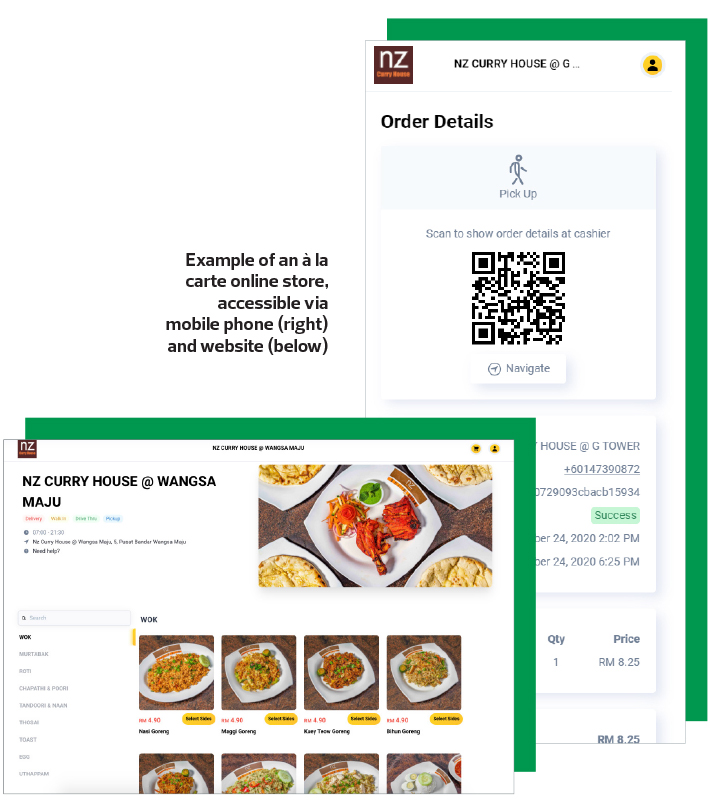 nz
Curry House
NZ CURRY HOUSE @ G ...
Order Details
Pick Up
Scan to show order details at cashier
Navigate
Example of an à la
carte online store,
accessible via
mobile phone (right)
and website (below)
HOUSE @ G TOWER
+60147390872
0729093cbacb15934
Success
ber 24, 2020 2:02 PM
ber 24, 2020 6:25 PM
Qty Price
1 RM 8.25
RM 8.25
nz
Curry House
NZ CURRY HOUSE @ WANGSA MAJU
NZ CURRY HOUSE @ WANGSA
MAJU
Delivery Walk In Drive Thru Pickup
07:00 - 21:30
Nz Curry House @ Wangsa Maju, 5, Pusat Bandar Wangsa Maju
Need help?
Search
WOK
MURTABAK
ROTI
CHAPATHI & POORI
TANDOORI & NAAN
THOSAI
TOAST
EGG
UTHAPPAM
WOK
RM 4.90 Select Sides
Nasi Goreng
RM 4.90 Select Sides
Maggi Goreng
RM 4.90 Select Sides
Kuey Teow Goreng
RM 4.90 Select Sides
Bihun Goreng